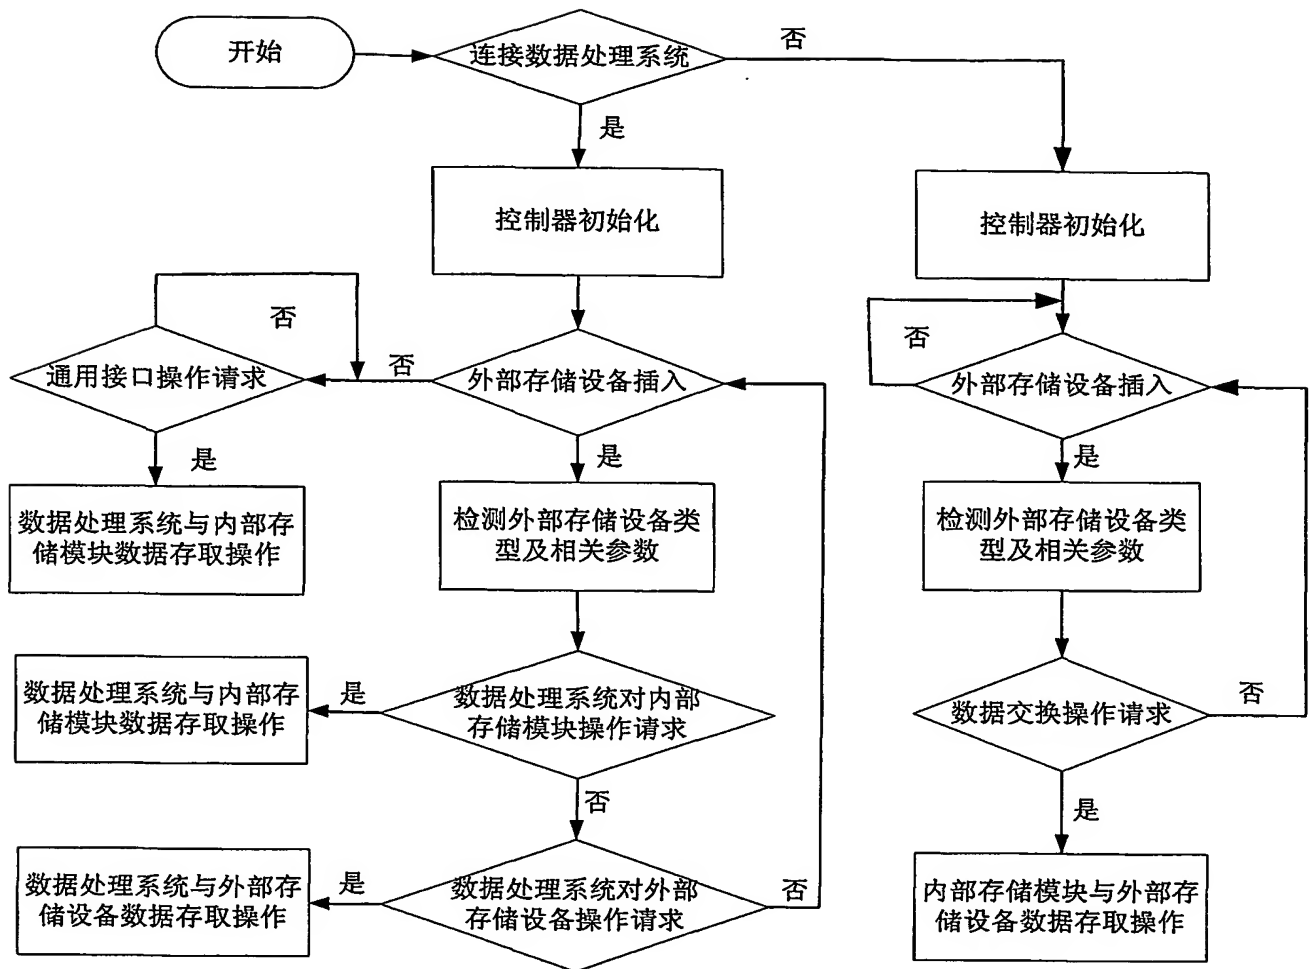 开始
连接数据处理系统
否
是
控制器初始化
控制器初始化
否
否
通用接口操作请求
否
外部存储设备插入
外部存储设备插入
是
是
是
数据处理系统与内部存
储模块数据存取操作
检测外部存储设备类
型及相关参数
检测外部存储设备类
型及相关参数
数据处理系统与内部存
储模块数据存取操作
是
数据处理系统对内部
存储模块操作请求
数据交换操作请求
否
否
是
数据处理系统与外部存
储设备数据存取操作
是
数据处理系统对外部
存储设备操作请求
否
内部存储模块与外部存
储设备数据存取操作